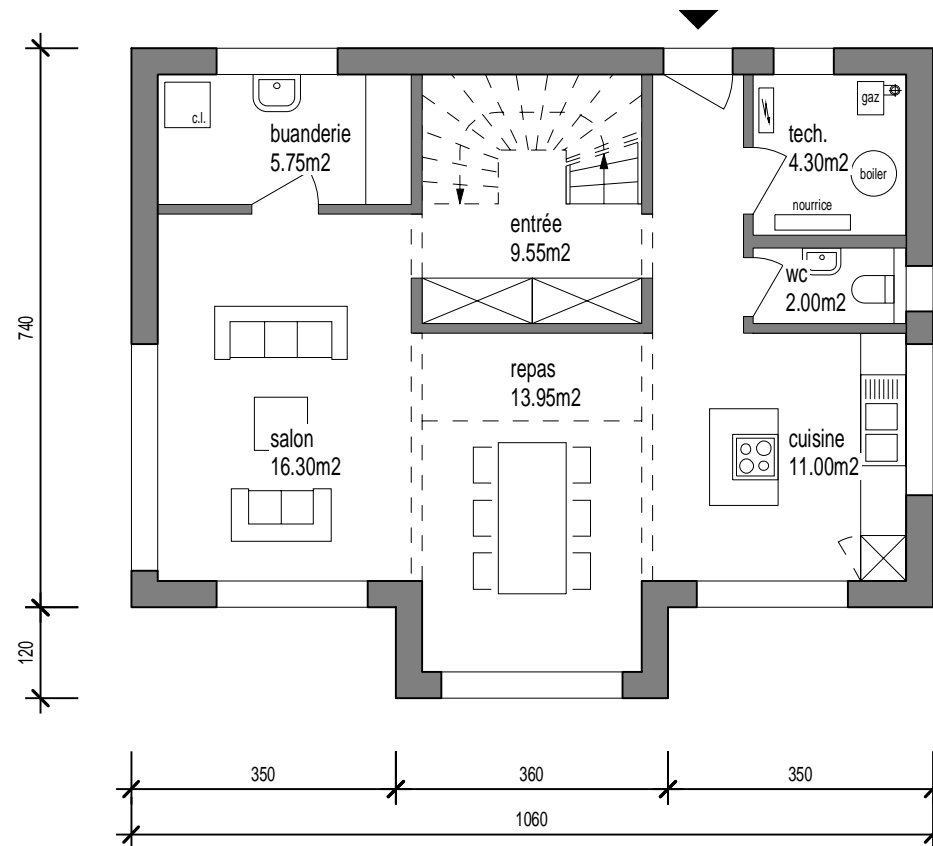 gaz
c.l.
buanderie
5.75m2
tech.
4.30m2
boiler
nourrice
entrée
9.55m2
wc
2.00m2
740
repas
13.95m2
salon
16.30m2
cuisine
11.00m2
120
350
360
350
1060